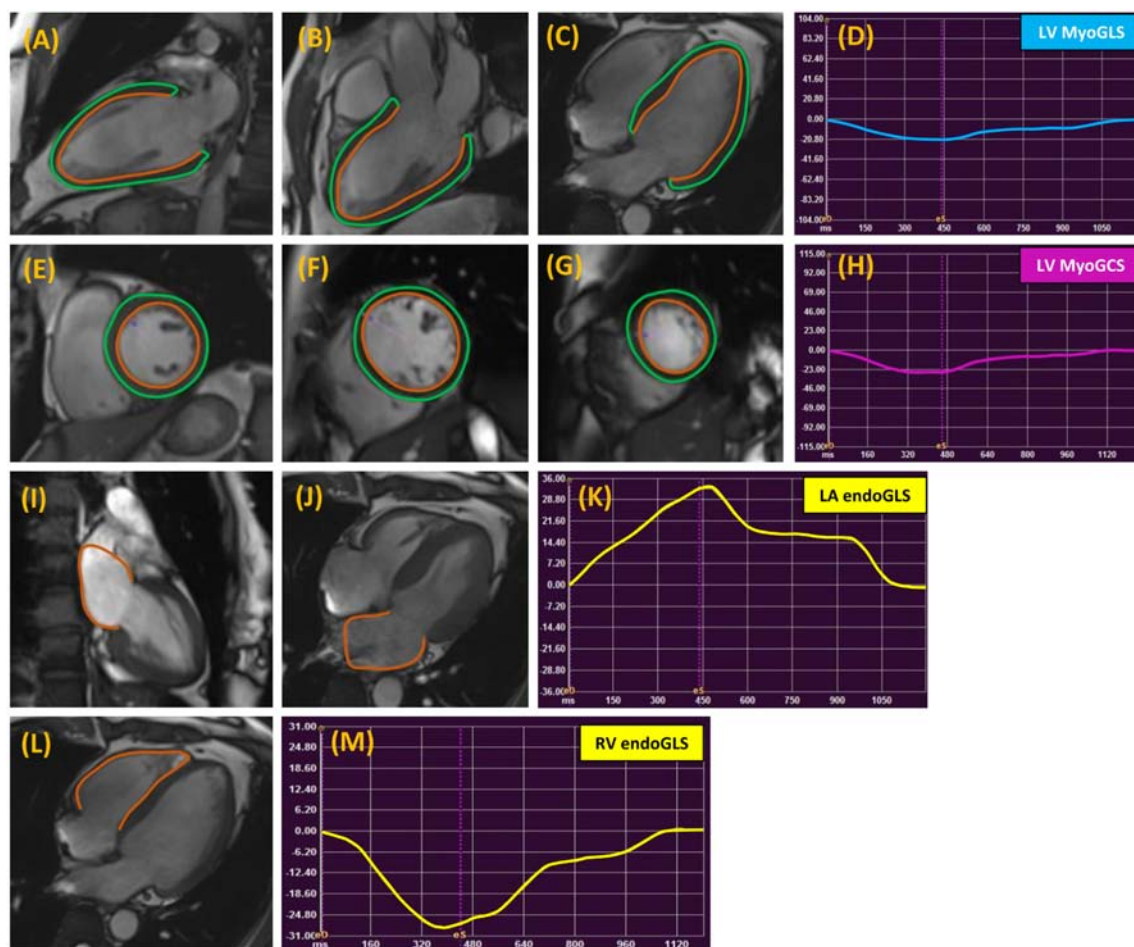 (A)
(B)
(C)
(D)
LV MyoGLS
104.00
83.20
62.40
41.60
20.80
0.00
-20.80
-41.60
-62.40
-83.20
-104.00
eD
eS
ms 150 300 450 600 750 900 1050
(E)
(F)
(G)
(H)
LV MyoGCS
115.00
92.00
69.00
46.00
23.00
0.00
-23.00
-46.00
-69.00
-92.00
-115.00
eD
eS
ms 160 320 480 640 800 960 1120
(I)
(J)
(K)
LA endoGLS
36.00
28.80
21.60
14.40
7.20
0.00
-7.20
-14.40
-21.60
-28.80
-36.00
eD
eS
ms 150 300 450 600 750 900 1050
(L)
(M)
RV endoGLS
31.00
24.80
18.60
12.40
6.20
0.00
-6.20
-12.40
-18.60
-24.80
-31.00
eD
eS
ms 160 320 480 640 800 960 1120